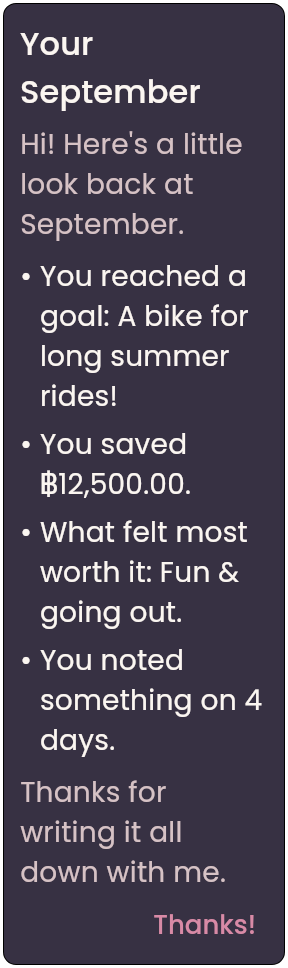 Your
September
Hi! Here's a little
look back at
September.
• You reached a
goal: A bike for
long summer
rides!
• You saved
฿12,500.00.
• What felt most
worth it: Fun &
going out.
• You noted
something on 4
days.
Thanks for
writing it all
down with me.
Thanks!